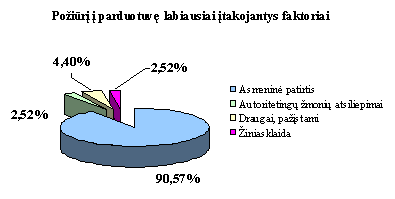 Požiūrį į parduotuvę labiausiai įtakojantys faktoriai
4,40%
2,52%
2,52%
90,57%
Asmeninė patirtis
Autoritetingų žmonių atsiliepimai
Draugai, pažįstami
Žiniasklaida